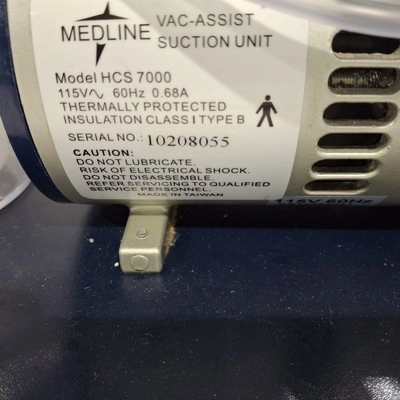 MEDLINE
VAC-ASSIST
SUCTION UNIT
Model HCS 7000
115V∿ 60Hz 0.68A
THERMALLY PROTECTED
INSULATION CLASS I TYPE B
SERIAL NO.: 10208055
CAUTION:
DO NOT LUBRICATE.
RISK OF ELECTRICAL SHOCK.
DO NOT DISASSEMBLE.
REFER SERVICING TO QUALIFIED
SERVICE PERSONNEL.
MADE IN TAIWAN
115V 60Hz